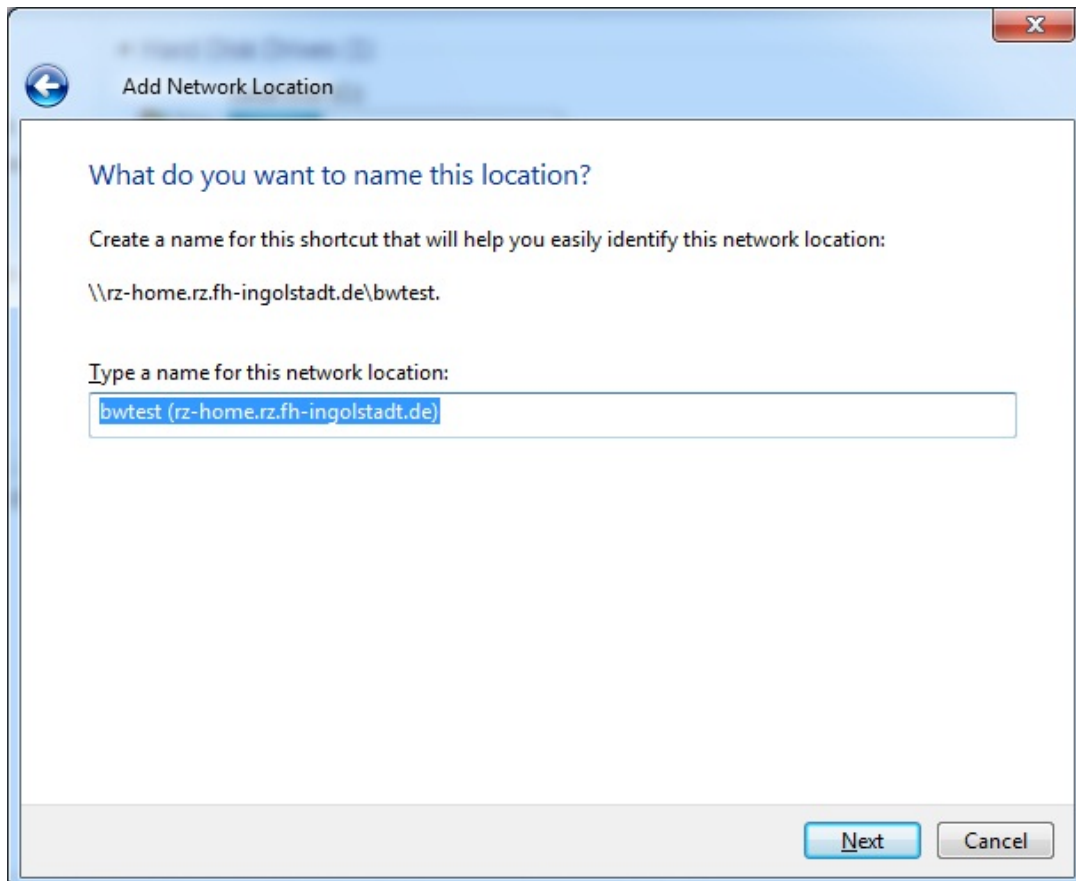 Add Network Location
What do you want to name this location?
Create a name for this shortcut that will help you easily identify this network location:
\\rz-home.rz.fh-ingolstadt.de\bwtest.
Type a name for this network location:
bwtest (rz-home.rz.fh-ingolstadt.de)
Next
Cancel